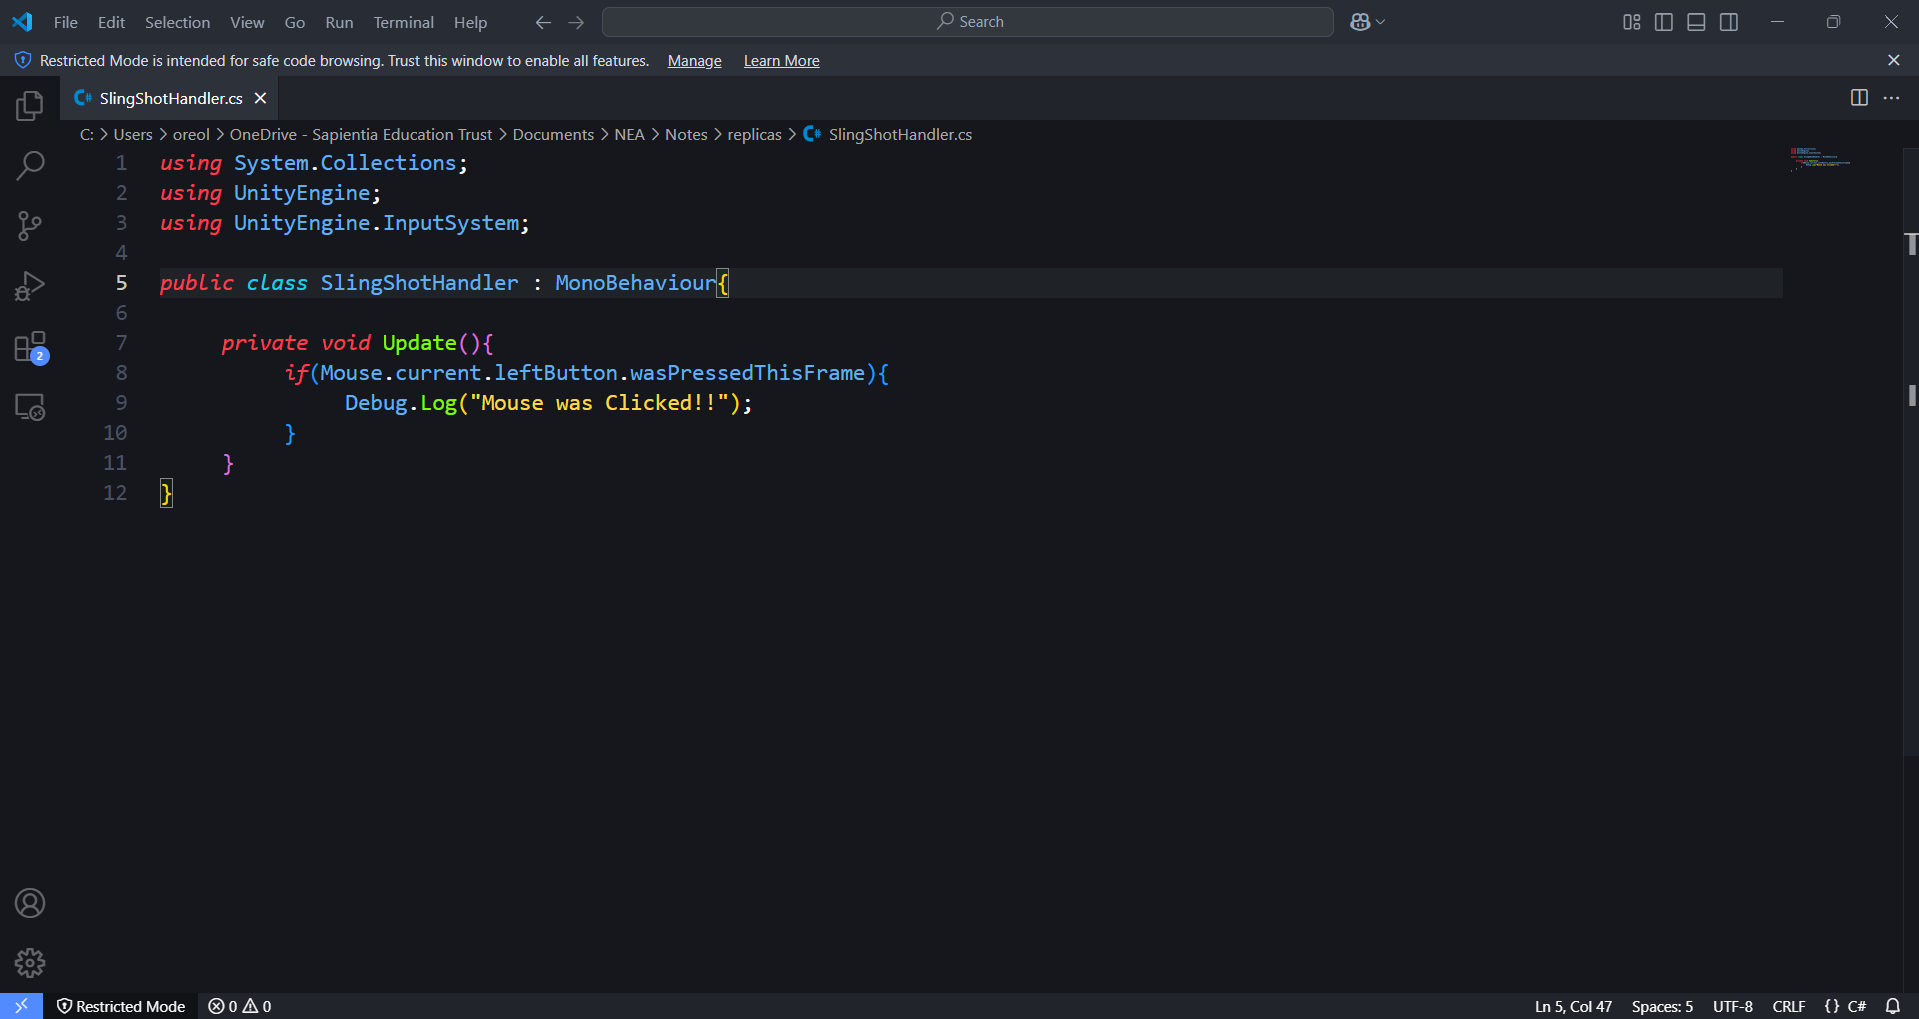 File Edit Selection View Go Run Terminal Help Search
Restricted Mode is intended for safe code browsing. Trust this window to enable all features. Manage Learn More
SlingShotHandler.cs
C: > Users > oreol > OneDrive - Sapientia Education Trust > Documents > NEA > Notes > replicas > SlingShotHandler.cs
1 using System.Collections;
2 using UnityEngine;
3 using UnityEngine.InputSystem;
4
5 public class SlingShotHandler : MonoBehaviour{
6
7 private void Update(){
8 if(Mouse.current.leftButton.wasPressedThisFrame){
9 Debug.Log("Mouse was Clicked!!");
10 }
11 }
12 }
2
Restricted Mode 0 0 Ln 5, Col 47 Spaces: 5 UTF-8 CRLF {} C#